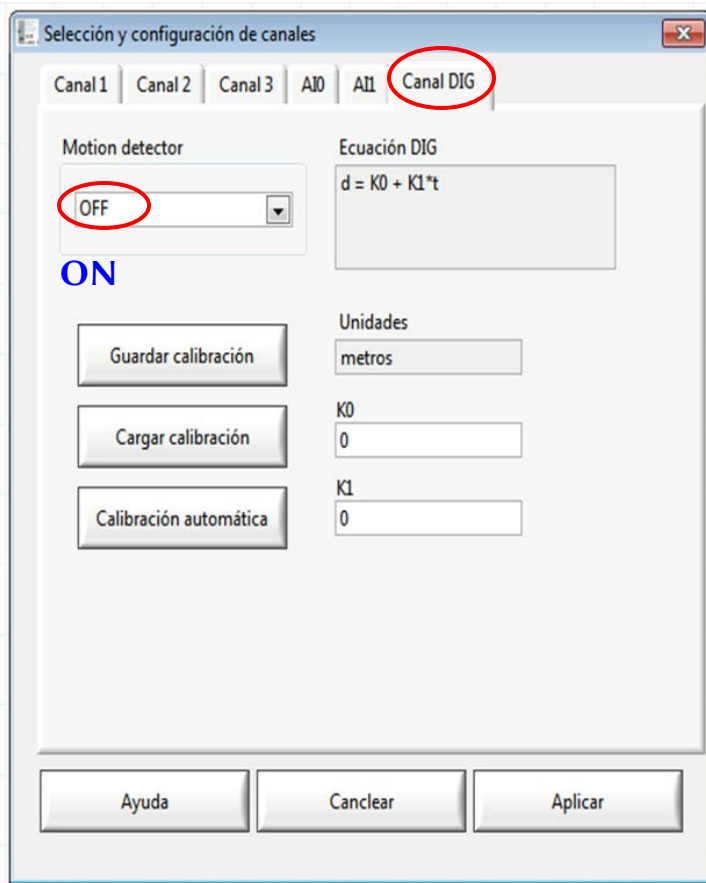 Selección y configuración de canales
Canal 1 Canal 2 Canal 3 AI0 AI1 Canal DIG
Motion detector
OFF
ON
Ecuación DIG
d = K0 + K1*t
Guardar calibración
Cargar calibración
Calibración automática
Unidades
metros
K0
0
K1
0
Ayuda Canclear Aplicar